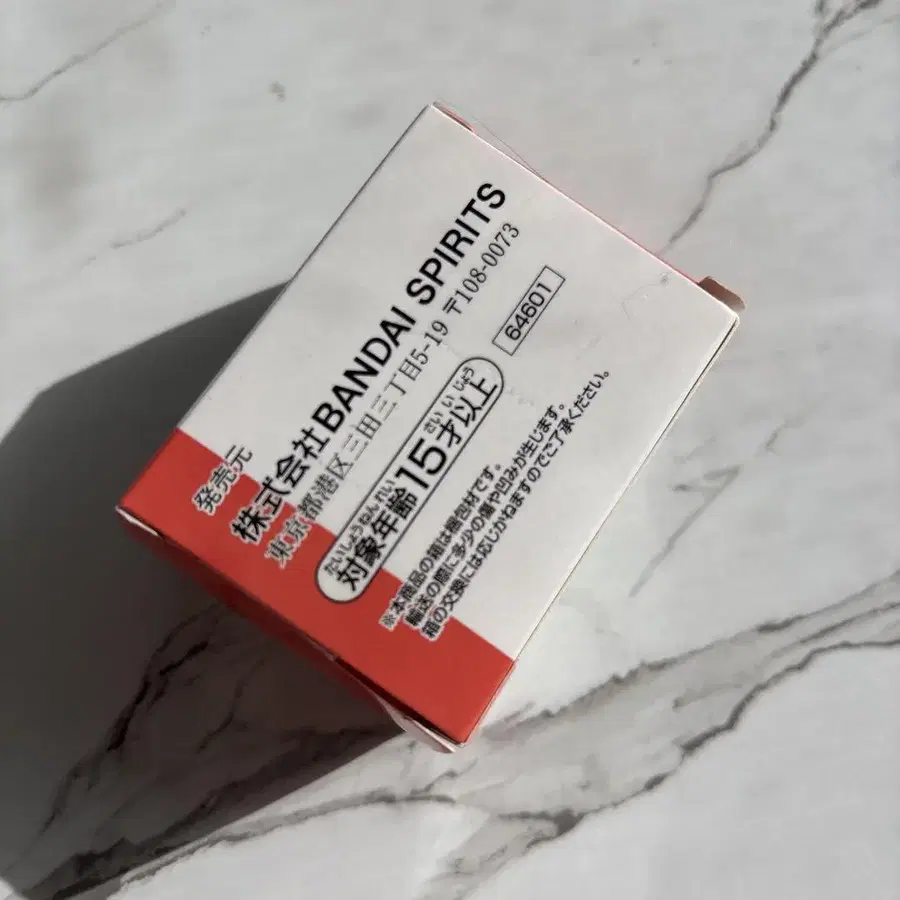 発売元
株式会社BANDAI SPIRITS
東京都港区三田三丁目5-19 〒108-0073
たいしょうねんれい さい いじょう
対象年齢15才以上
64601
※本商品の箱は梱包材です。
輸送の際に多少の傷や凹みが生じます。
箱の交換には応じかねますのでご了承ください。